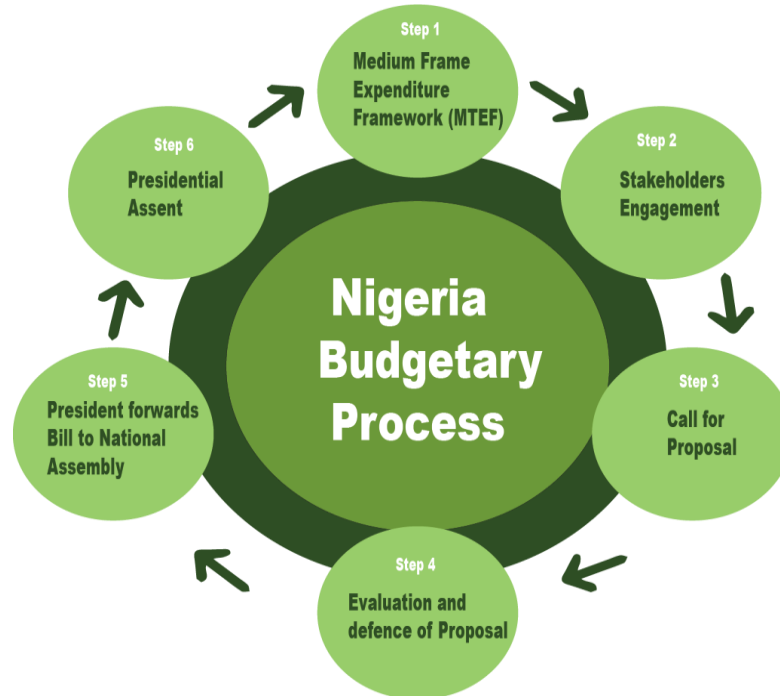 Step 1
Medium Frame
Expenditure
Framework (MTEF)
Step 2
Stakeholders
Engagement
Step 3
Call for
Proposal
Step 4
Evaluation and
defence of Proposal
Step 5
President forwards
Bill to National
Assembly
Step 6
Presidential
Assent
Nigeria
Budgetary
Process